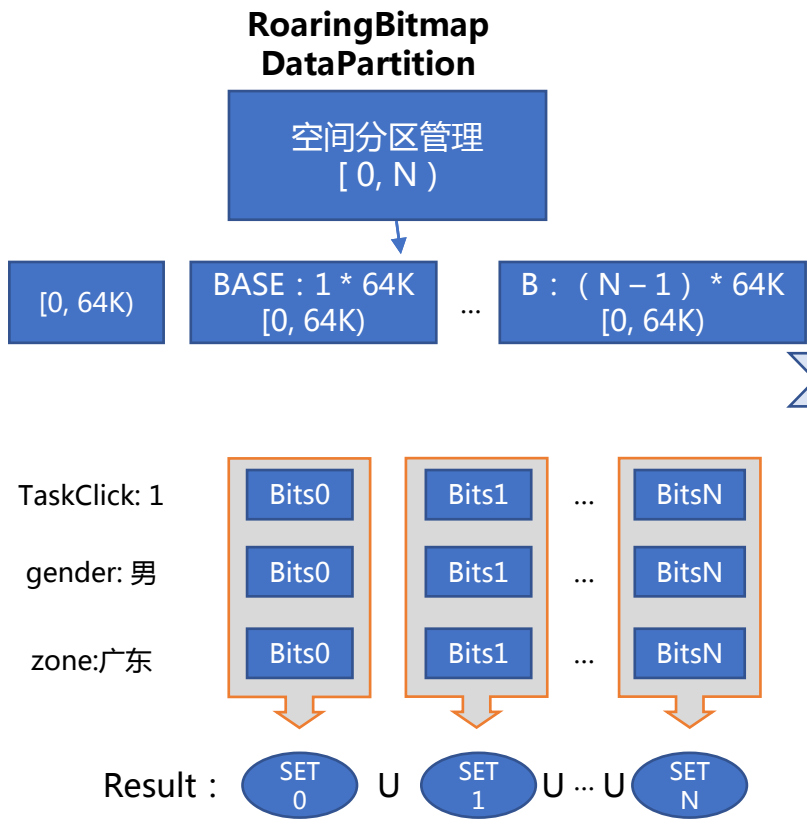 RoaringBitmap
DataPartition
空间分区管理
[ 0, N )
[0, 64K)
BASE：1 * 64K
[0, 64K)
...
B：（N – 1）* 64K
[0, 64K)
TaskClick: 1
Bits0
Bits1
...
BitsN
gender: 男
Bits0
Bits1
...
BitsN
zone:广东
Bits0
Bits1
...
BitsN
Result：
SET
0
U
SET
1
U ... U
SET
N